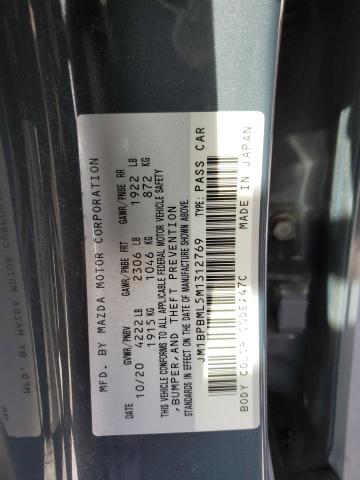 MFD. BY MAZDA MOTOR CORPORATION
DATE GVWR/PNBV GAWR/PNBE FRT GAWR/PNBE RR
10/20 4222 LB 2306 LB 1922 LB
1915 KG 1046 KG 872 KG
THIS VEHICLE CONFORMS TO ALL APPLICABLE FEDERAL MOTOR VEHICLE SAFETY
,BUMPER,AND THEFT PREVENTION
STANDARDS IN EFFECT ON THE DATE OF MANUFACTURE SHOWN ABOVE.
JM1BPBML5M1312769 TYPE: PASS CAR
BODY COLOR CODE:47C MADE IN JAPAN